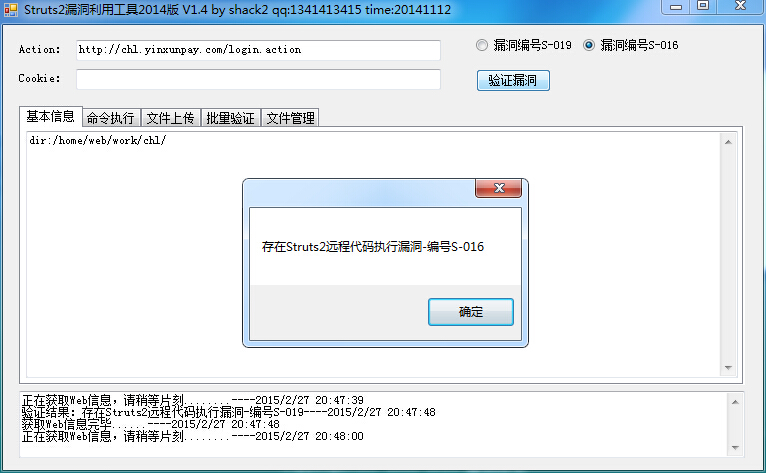 Struts2漏洞利用工具2014版 V1.4 by shack2 qq:1341413415 time:20141112
Action: http://chl.yinxunpay.com/login.action 漏洞编号S-019 漏洞编号S-016
Cookie: 验证漏洞
基本信息 命令执行 文件上传 批量验证 文件管理
dir:/home/web/work/chl/
存在Struts2远程代码执行漏洞-编号S-016
确定
正在获取Web信息，请稍等片刻........----2015/2/27 20:47:39
验证结果：存在Struts2远程代码执行漏洞-编号S-019----2015/2/27 20:47:48
获取Web信息完毕......----2015/2/27 20:47:48
正在获取Web信息，请稍等片刻........----2015/2/27 20:48:00